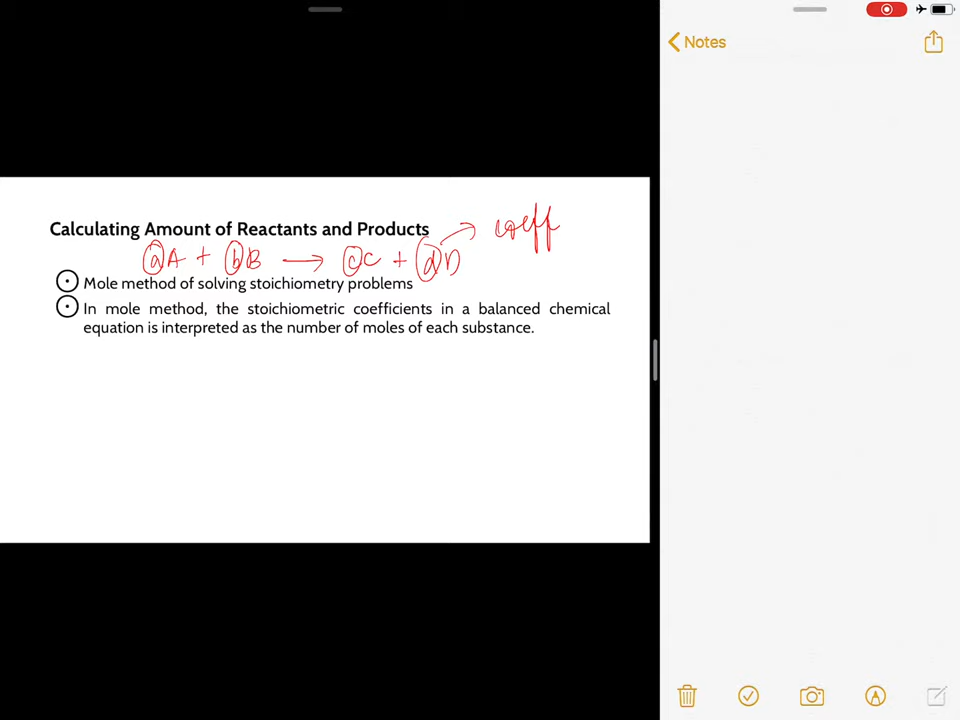 Notes
Calculating Amount of Reactants and Products
coeff
aA + bB → cC + dD
Mole method of solving stoichiometry problems
In mole method, the stoichiometric coefficients in a balanced chemical
equation is interpreted as the number of moles of each substance.